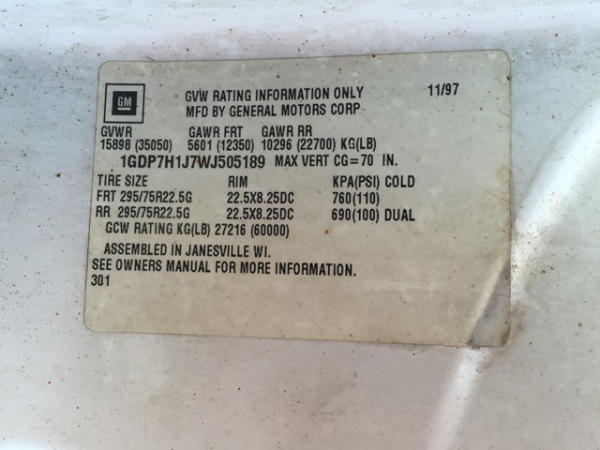 GM
GVW RATING INFORMATION ONLY 11/97
MFD BY GENERAL MOTORS CORP
GVWR GAWR FRT GAWR RR
15898 (35050) 5601 (12350) 10296 (22700) KG(LB)
1GDP7H1J7WJ505189 MAX VERT CG=70 IN.
TIRE SIZE RIM KPA(PSI) COLD
FRT 295/75R22.5G 22.5X8.25DC 760(110)
RR 295/75R22.5G 22.5X8.25DC 690(100) DUAL
GCW RATING KG(LB) 27216 (60000)
ASSEMBLED IN JANESVILLE WI.
SEE OWNERS MANUAL FOR MORE INFORMATION.
301